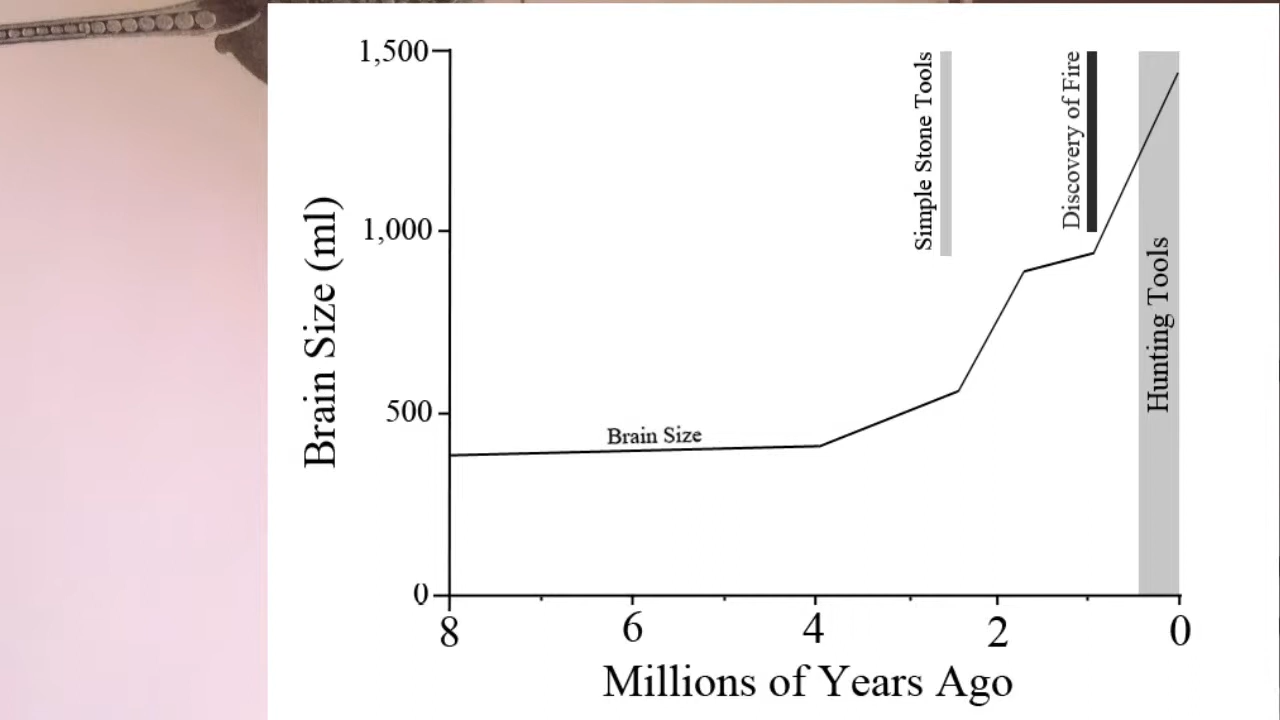 1,500
1,000
500
0
Brain Size (ml)
Brain Size
Simple Stone Tools
Discovery of Fire
Hunting Tools
8 6 4 2 0
Millions of Years Ago